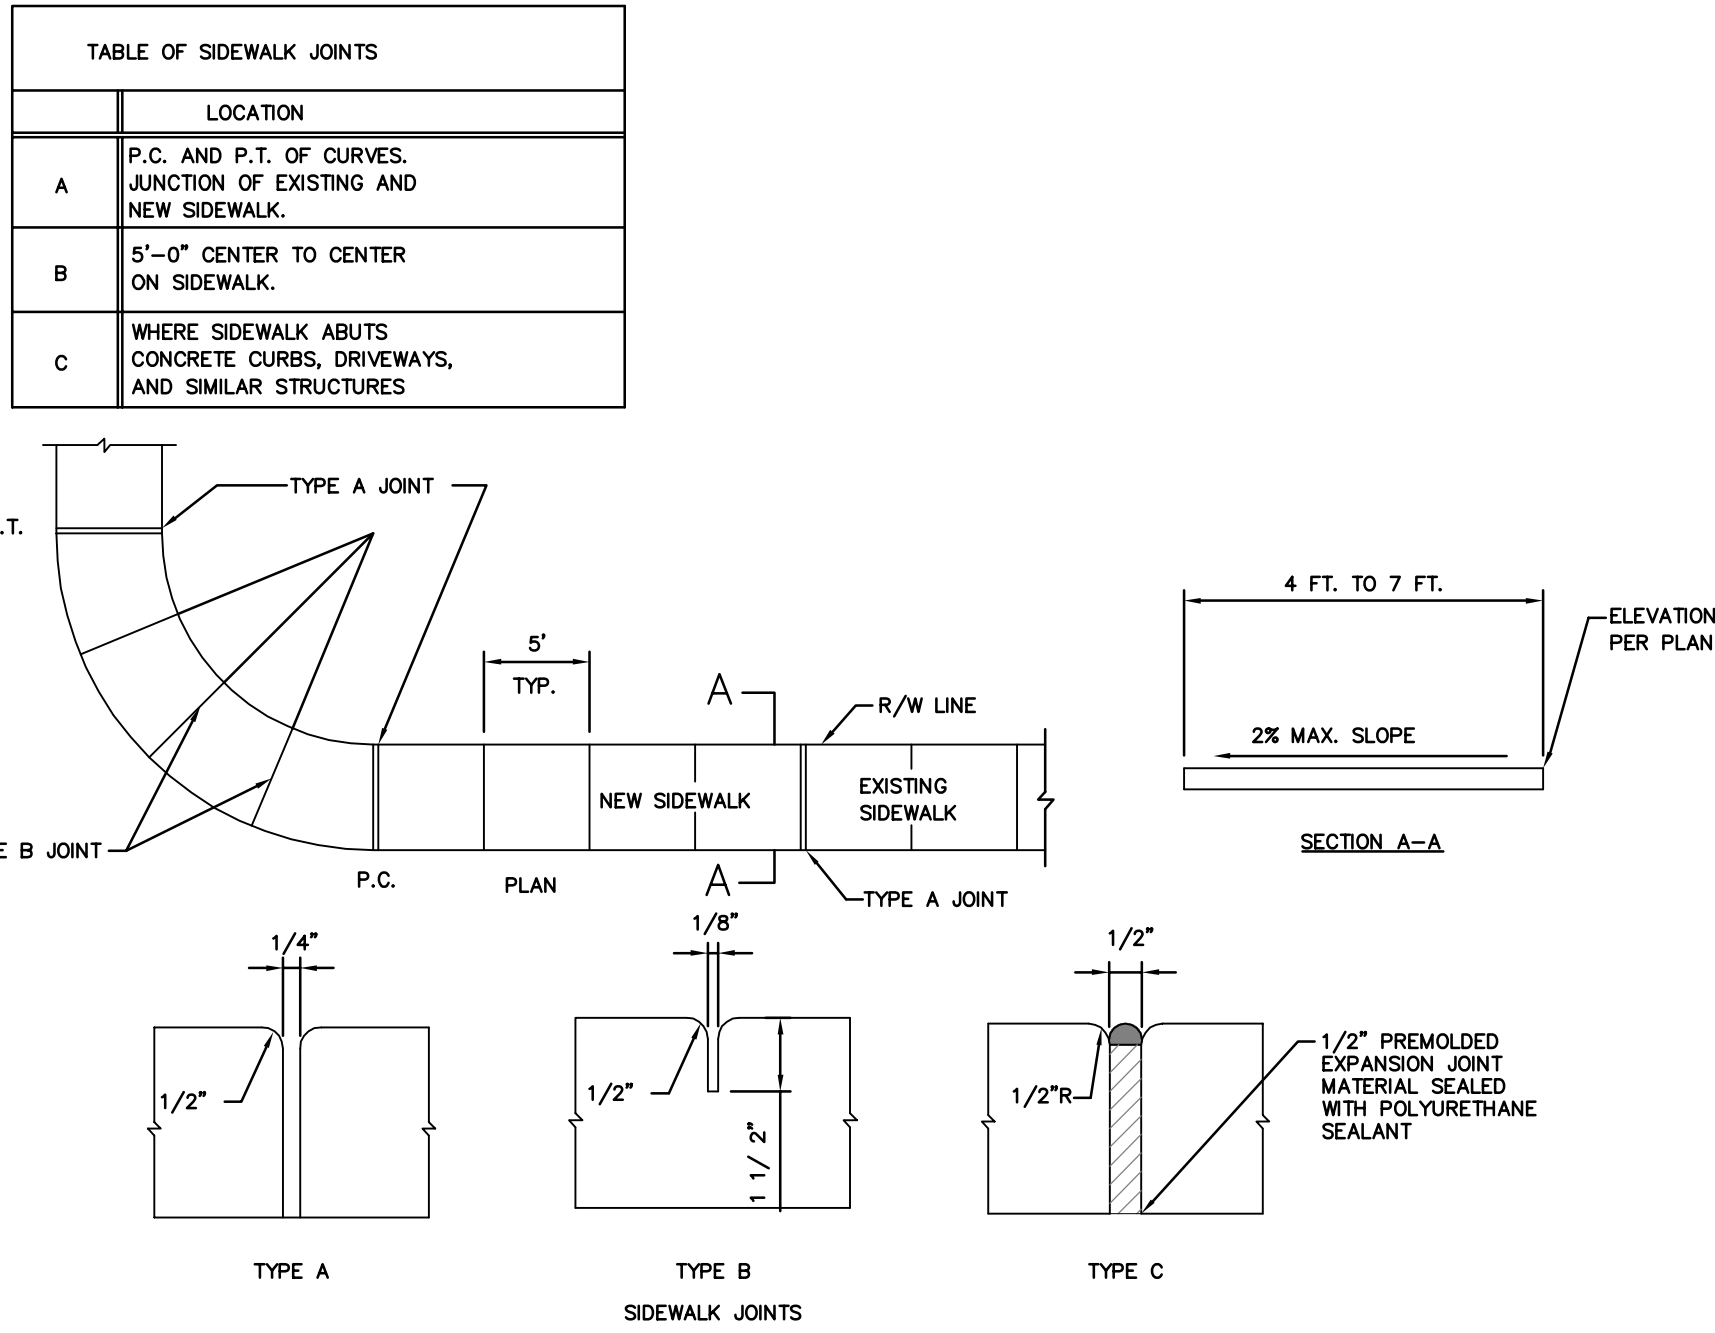 TABLE OF SIDEWALK JOINTS
LOCATION
A
P.C. AND P.T. OF CURVES.
JUNCTION OF EXISTING AND
NEW SIDEWALK.
B
5'-0" CENTER TO CENTER
ON SIDEWALK.
C
WHERE SIDEWALK ABUTS
CONCRETE CURBS, DRIVEWAYS,
AND SIMILAR STRUCTURES
TYPE A JOINT
.T.
5'
TYP.
A
R/W LINE
NEW SIDEWALK
EXISTING
SIDEWALK
E B JOINT
P.C.
PLAN
A
TYPE A JOINT
4 FT. TO 7 FT.
ELEVATION
PER PLAN
2% MAX. SLOPE
SECTION A-A
1/4"
1/2"
TYPE A
1/8"
1/2"
1 1/2"
TYPE B
1/2"
1/2"R
1/2" PREMOLDED
EXPANSION JOINT
MATERIAL SEALED
WITH POLYURETHANE
SEALANT
TYPE C
SIDEWALK JOINTS